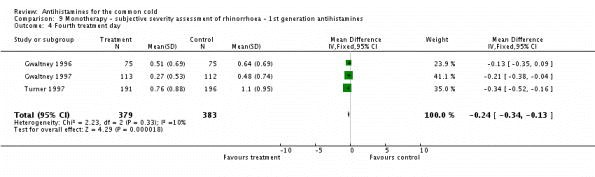 Review: Antihistamines for the common cold
Comparison: 9 Monotherapy - subjective severity assessment of rhinorrhoea - 1st generation antihistamines
Outcome: 4 Fourth treatment day
Study or subgroup Treatment Control Mean Difference Weight Mean Difference
N Mean(SD) N Mean(SD) IV,Fixed,95% CI IV,Fixed,95% CI
Gwaltney 1996 75 0.51 (0.69) 75 0.64 (0.69) 23.9 % -0.13 [ -0.35, 0.09 ]
Gwaltney 1997 113 0.27 (0.53) 112 0.48 (0.74) 41.1 % -0.21 [ -0.38, -0.04 ]
Turner 1997 191 0.76 (0.88) 196 1.1 (0.95) 35.0 % -0.34 [ -0.52, -0.16 ]
Total (95% CI) 379 383 100.0 % -0.24 [ -0.34, -0.13 ]
Heterogeneity: Chi² = 2.23, df = 2 (P = 0.33); I² =10%
Test for overall effect: Z = 4.29 (P = 0.000018)
-10 -5 0 5 10
Favours treatment Favours control